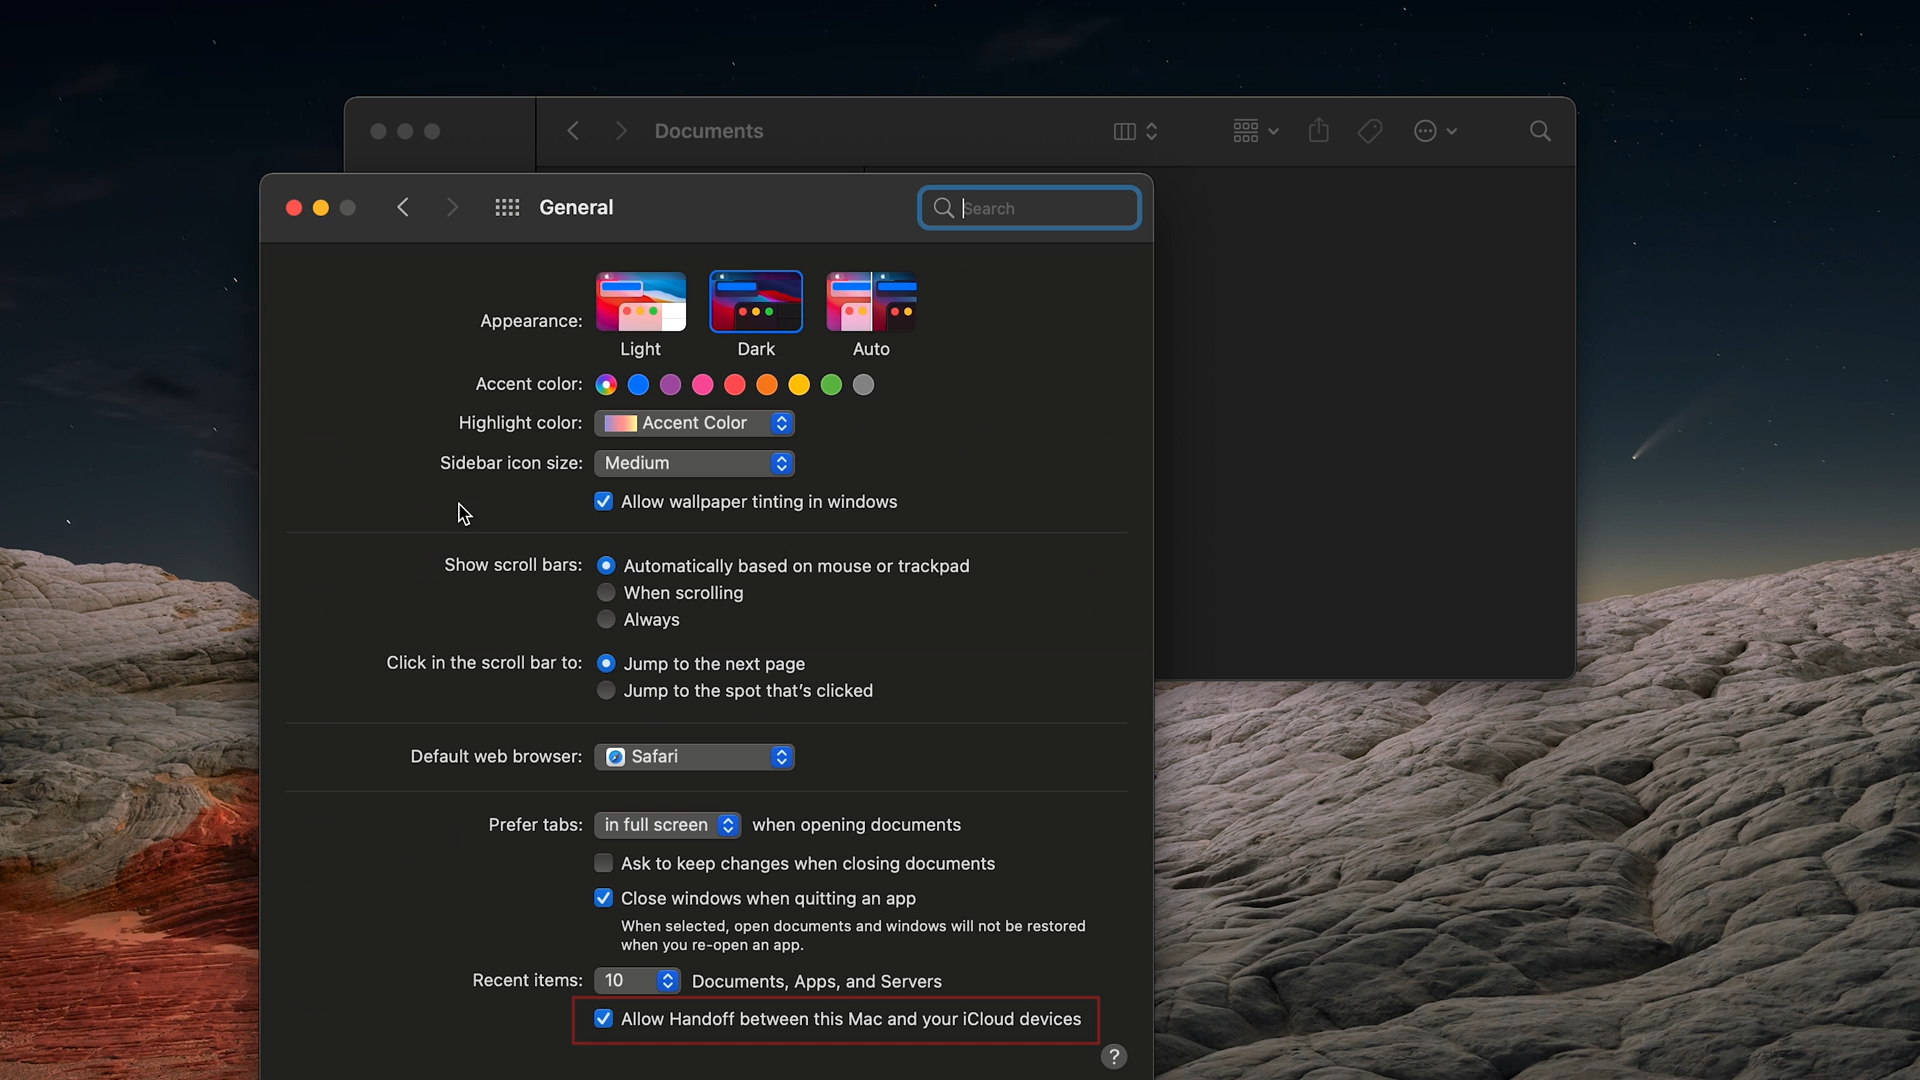 Documents
General
Search
Appearance:
Light
Dark
Auto
Accent color:
Highlight color:
Accent Color
Sidebar icon size:
Medium
Allow wallpaper tinting in windows
Show scroll bars:
Automatically based on mouse or trackpad
When scrolling
Always
Click in the scroll bar to:
Jump to the next page
Jump to the spot that's clicked
Default web browser:
Safari
Prefer tabs:
in full screen
when opening documents
Ask to keep changes when closing documents
Close windows when quitting an app
When selected, open documents and windows will not be restored
when you re-open an app.
Recent items:
10
Documents, Apps, and Servers
Allow Handoff between this Mac and your iCloud devices
?